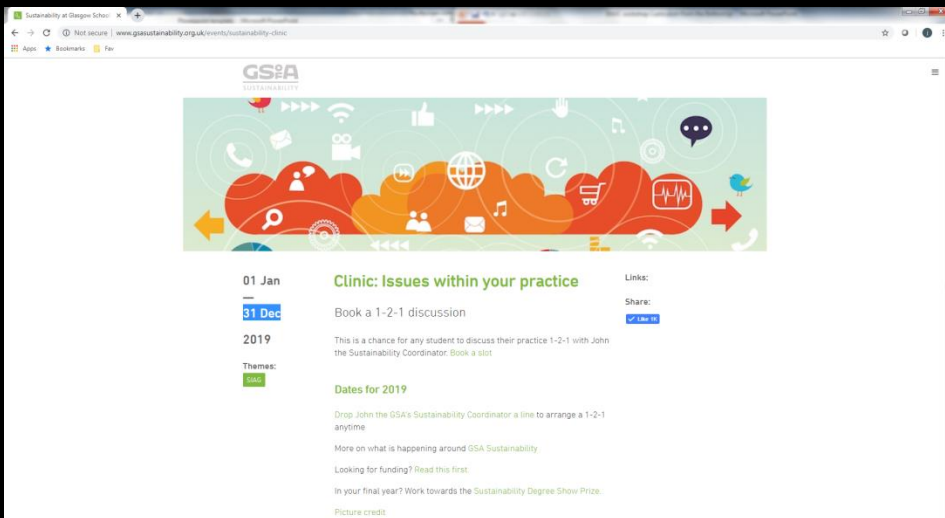 Sustainability at Glasgow School
Not secure | www.gsasustainability.org.uk/events/sustainability-clinic
Apps Bookmarks Fav
GSofA
SUSTAINABILITY
01 Jan
—
31 Dec
2019
Themes:
SIAG
Clinic: Issues within your practice
Book a 1-2-1 discussion
This is a chance for any student to discuss their practice 1-2-1 with John
the Sustainability Coordinator. Book a slot
Dates for 2019
Drop John the GSA's Sustainability Coordinator a line to arrange a 1-2-1
anytime
More on what is happening around GSA Sustainability.
Looking for funding? Read this first.
In your final year? Work towards the Sustainability Degree Show Prize.
Picture credit
Links:
Share:
Like 1K